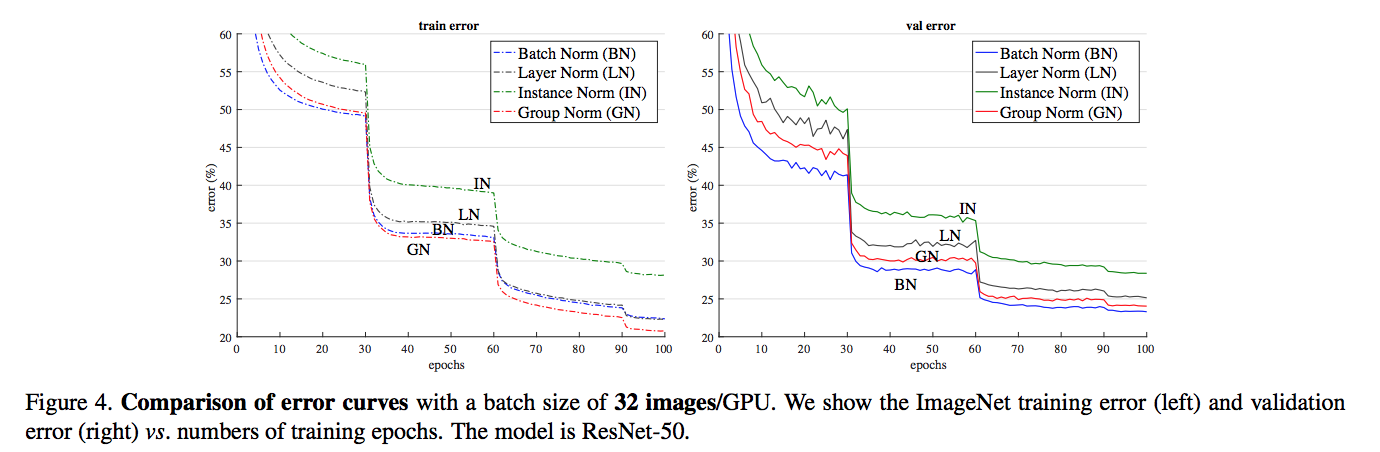 train error
60
55
50
45
40
35
30
25
20
error (%)
0 10 20 30 40 50 60 70 80 90 100
epochs
Batch Norm (BN)
Layer Norm (LN)
Instance Norm (IN)
Group Norm (GN)
IN
LN
BN
GN
val error
60
55
50
45
40
35
30
25
20
error (%)
0 10 20 30 40 50 60 70 80 90 100
epochs
Batch Norm (BN)
Layer Norm (LN)
Instance Norm (IN)
Group Norm (GN)
IN
LN
GN
BN
Figure 4. Comparison of error curves with a batch size of 32 images/GPU. We show the ImageNet training error (left) and validation
error (right) vs. numbers of training epochs. The model is ResNet-50.